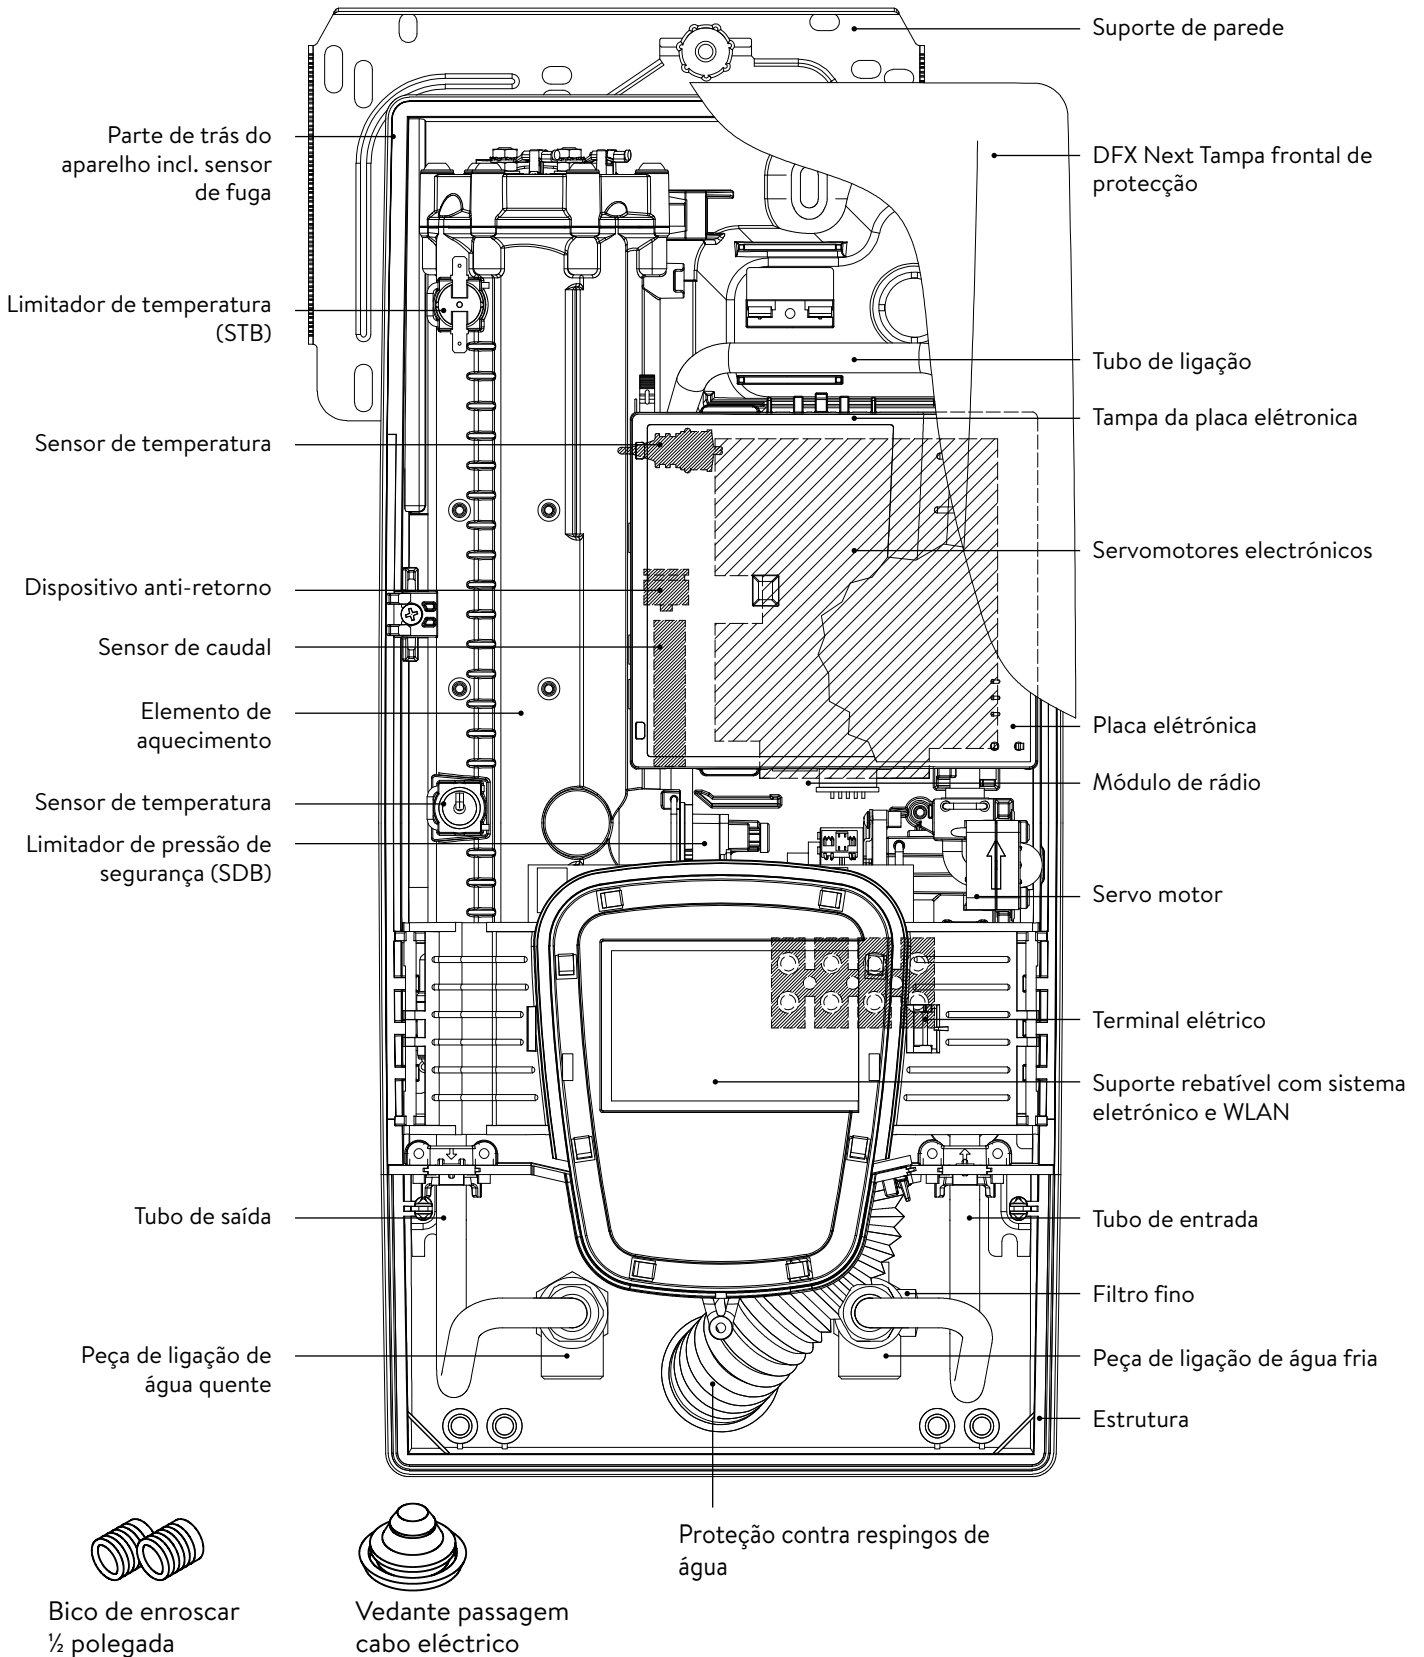 Suporte de parede
Parte de trás do
aparelho incl. sensor
de fuga
DFX Next Tampa frontal de
protecção
Limitador de temperatura
(STB)
Tubo de ligação
Tampa da placa elétronica
Sensor de temperatura
Servomotores electrónicos
Dispositivo anti-retorno
Sensor de caudal
Elemento de
aquecimento
Placa elétrónica
Módulo de rádio
Sensor de temperatura
Limitador de pressão de
segurança (SDB)
Servo motor
Terminal elétrico
Suporte rebatível com sistema
eletrónico e WLAN
Tubo de saída
Tubo de entrada
Filtro fino
Peça de ligação de
água quente
Peça de ligação de água fria
Estrutura
Proteção contra respingos de
água
Bico de enroscar
½ polegada
Vedante passagem
cabo eléctrico